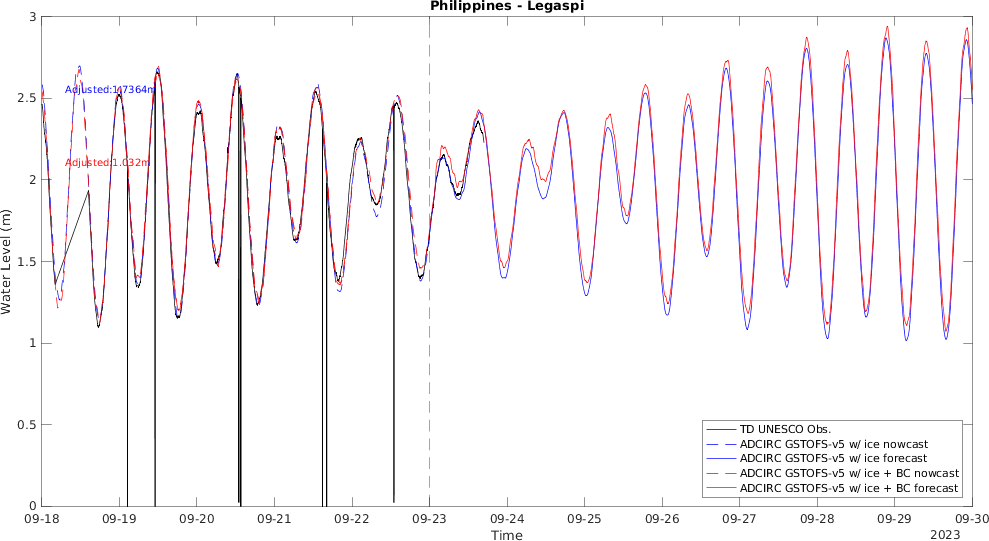 Philippines - Legaspi
3
2.5
2
1.5
1
0.5
0
Water Level (m)
Adjusted:1.7364m
Adjusted:1.032m
TD UNESCO Obs.
ADCIRC GSTOFS-v5 w/ ice nowcast
ADCIRC GSTOFS-v5 w/ ice forecast
ADCIRC GSTOFS-v5 w/ ice + BC nowcast
ADCIRC GSTOFS-v5 w/ ice + BC forecast
09-18 09-19 09-20 09-21 09-22 09-23 09-24 09-25 09-26 09-27 09-28 09-29 09-30
Time
2023